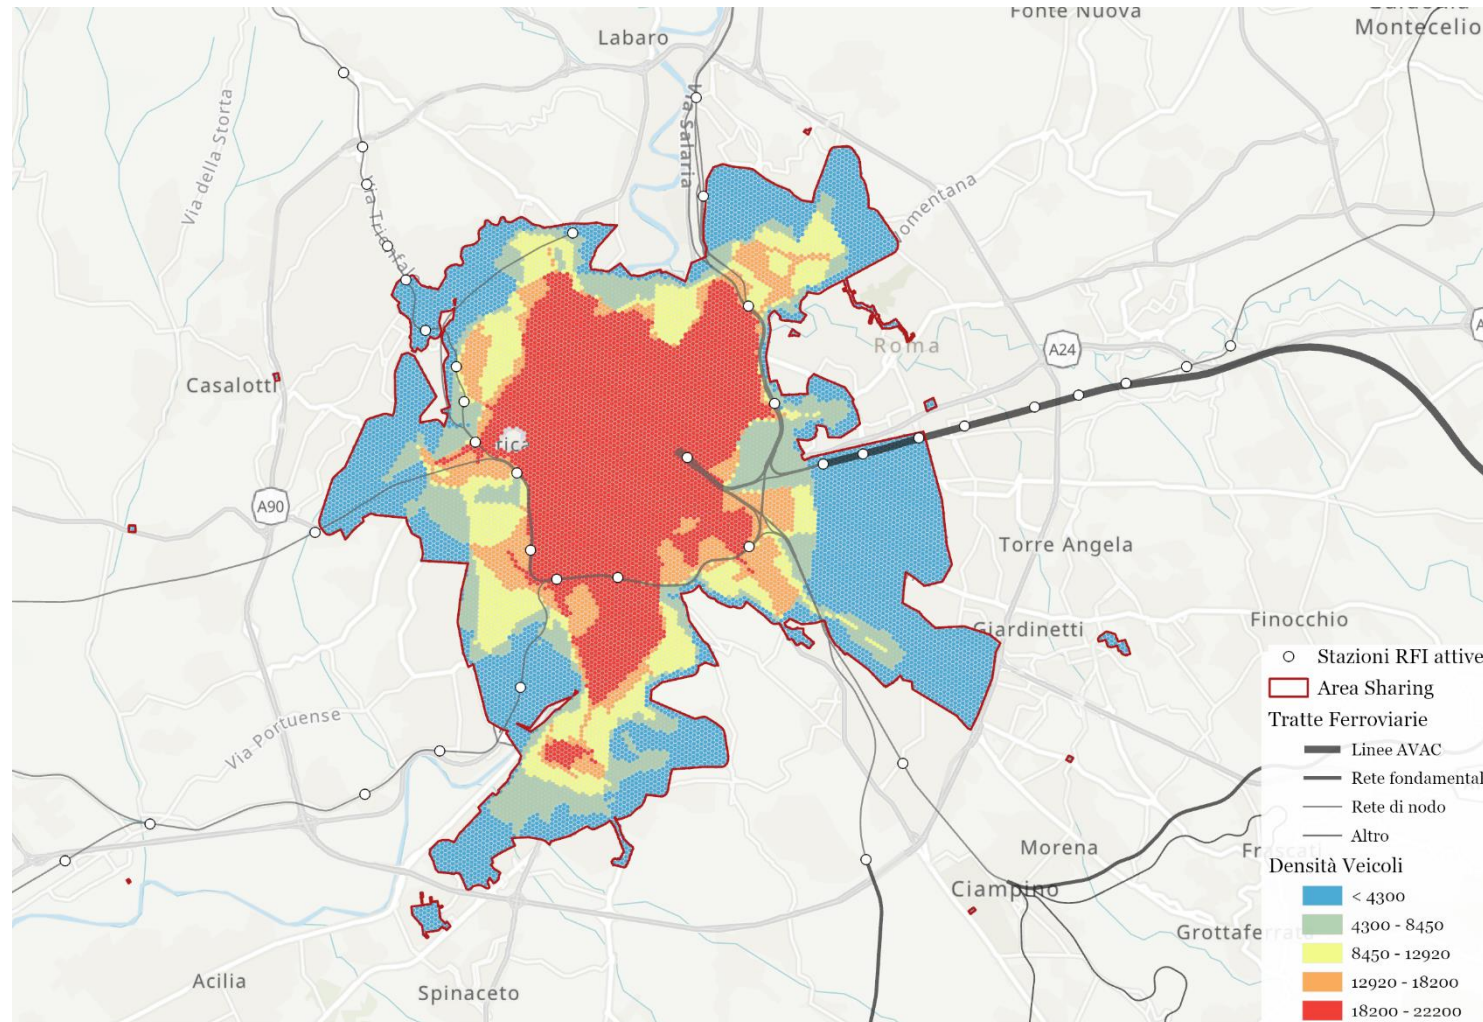 Fonte Nuova
Montecelio
Labaro
Via della Storta
Via Salaria
Via Trionfale
Nomentana
Roma
A24
Casalotti
tica
A90
Torre Angela
Finocchio
Giardinetti
Via Portuense
Morena
Ciampino
Acilia
Spinaceto
Stazioni RFI attive
Area Sharing
Tratte Ferroviarie
Linee AVAC
Rete fondamental
Rete di nodo
Altro
Densità Veicoli
< 4300
4300 - 8450
8450 - 12920
12920 - 18200
18200 - 22200